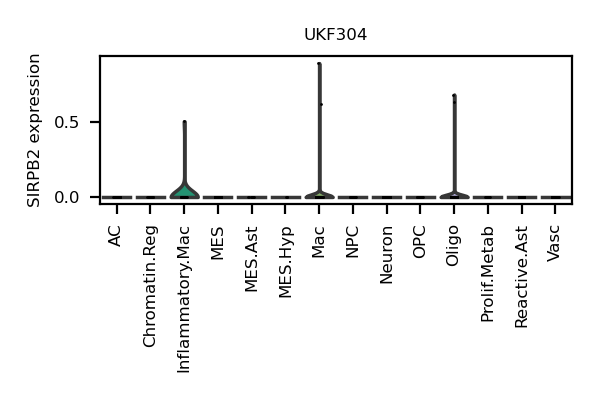 UKF304
SIRPB2 expression
0.5
0.0
AC
Chromatin.Reg
Inflammatory.Mac
MES
MES.Ast
MES.Hyp
Mac
NPC
Neuron
OPC
Oligo
Prolif.Metab
Reactive.Ast
Vasc